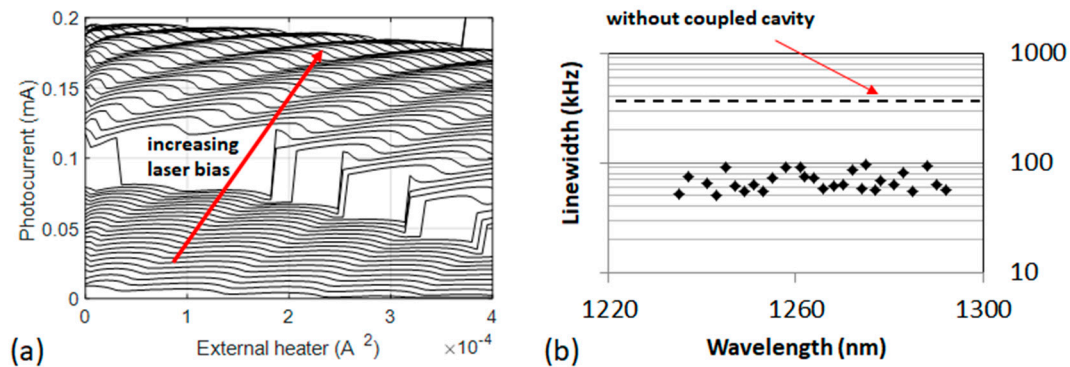 0.2
0.15
0.1
0.05
0
Photocurrent (mA)
increasing
laser bias
0 1 2 3 4
External heater (A ²) ×10⁻⁴
(a)
without coupled cavity
1000
100
10
Linewidth (kHz)
1220 1260 1300
Wavelength (nm)
(b)